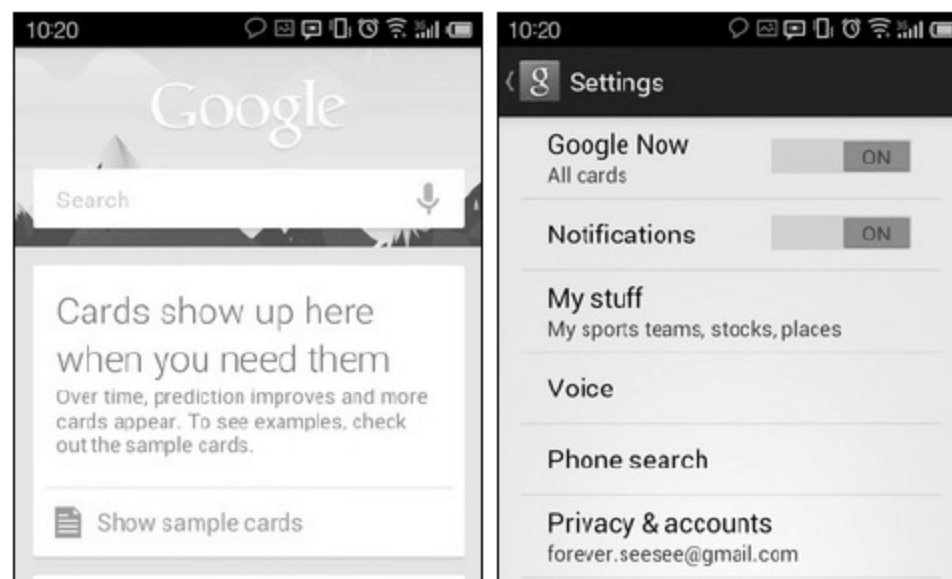 10:20
Google
Search
Cards show up here
when you need them
Over time, prediction improves and more
cards appear. To see examples, check
out the sample cards.
Show sample cards
10:20
g Settings
Google Now
ON
All cards
Notifications
ON
My stuff
My sports teams, stocks, places
Voice
Phone search
Privacy & accounts
forever.seesee@gmail.com